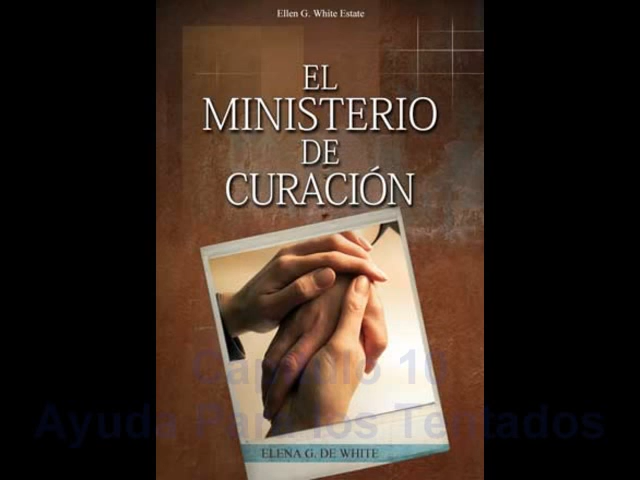 Ellen G. White Estate
EL
MINISTERIO
DE
CURACIÓN
Capítulo 10
Ayuda Para los Tentados
ELENA G. DE WHITE